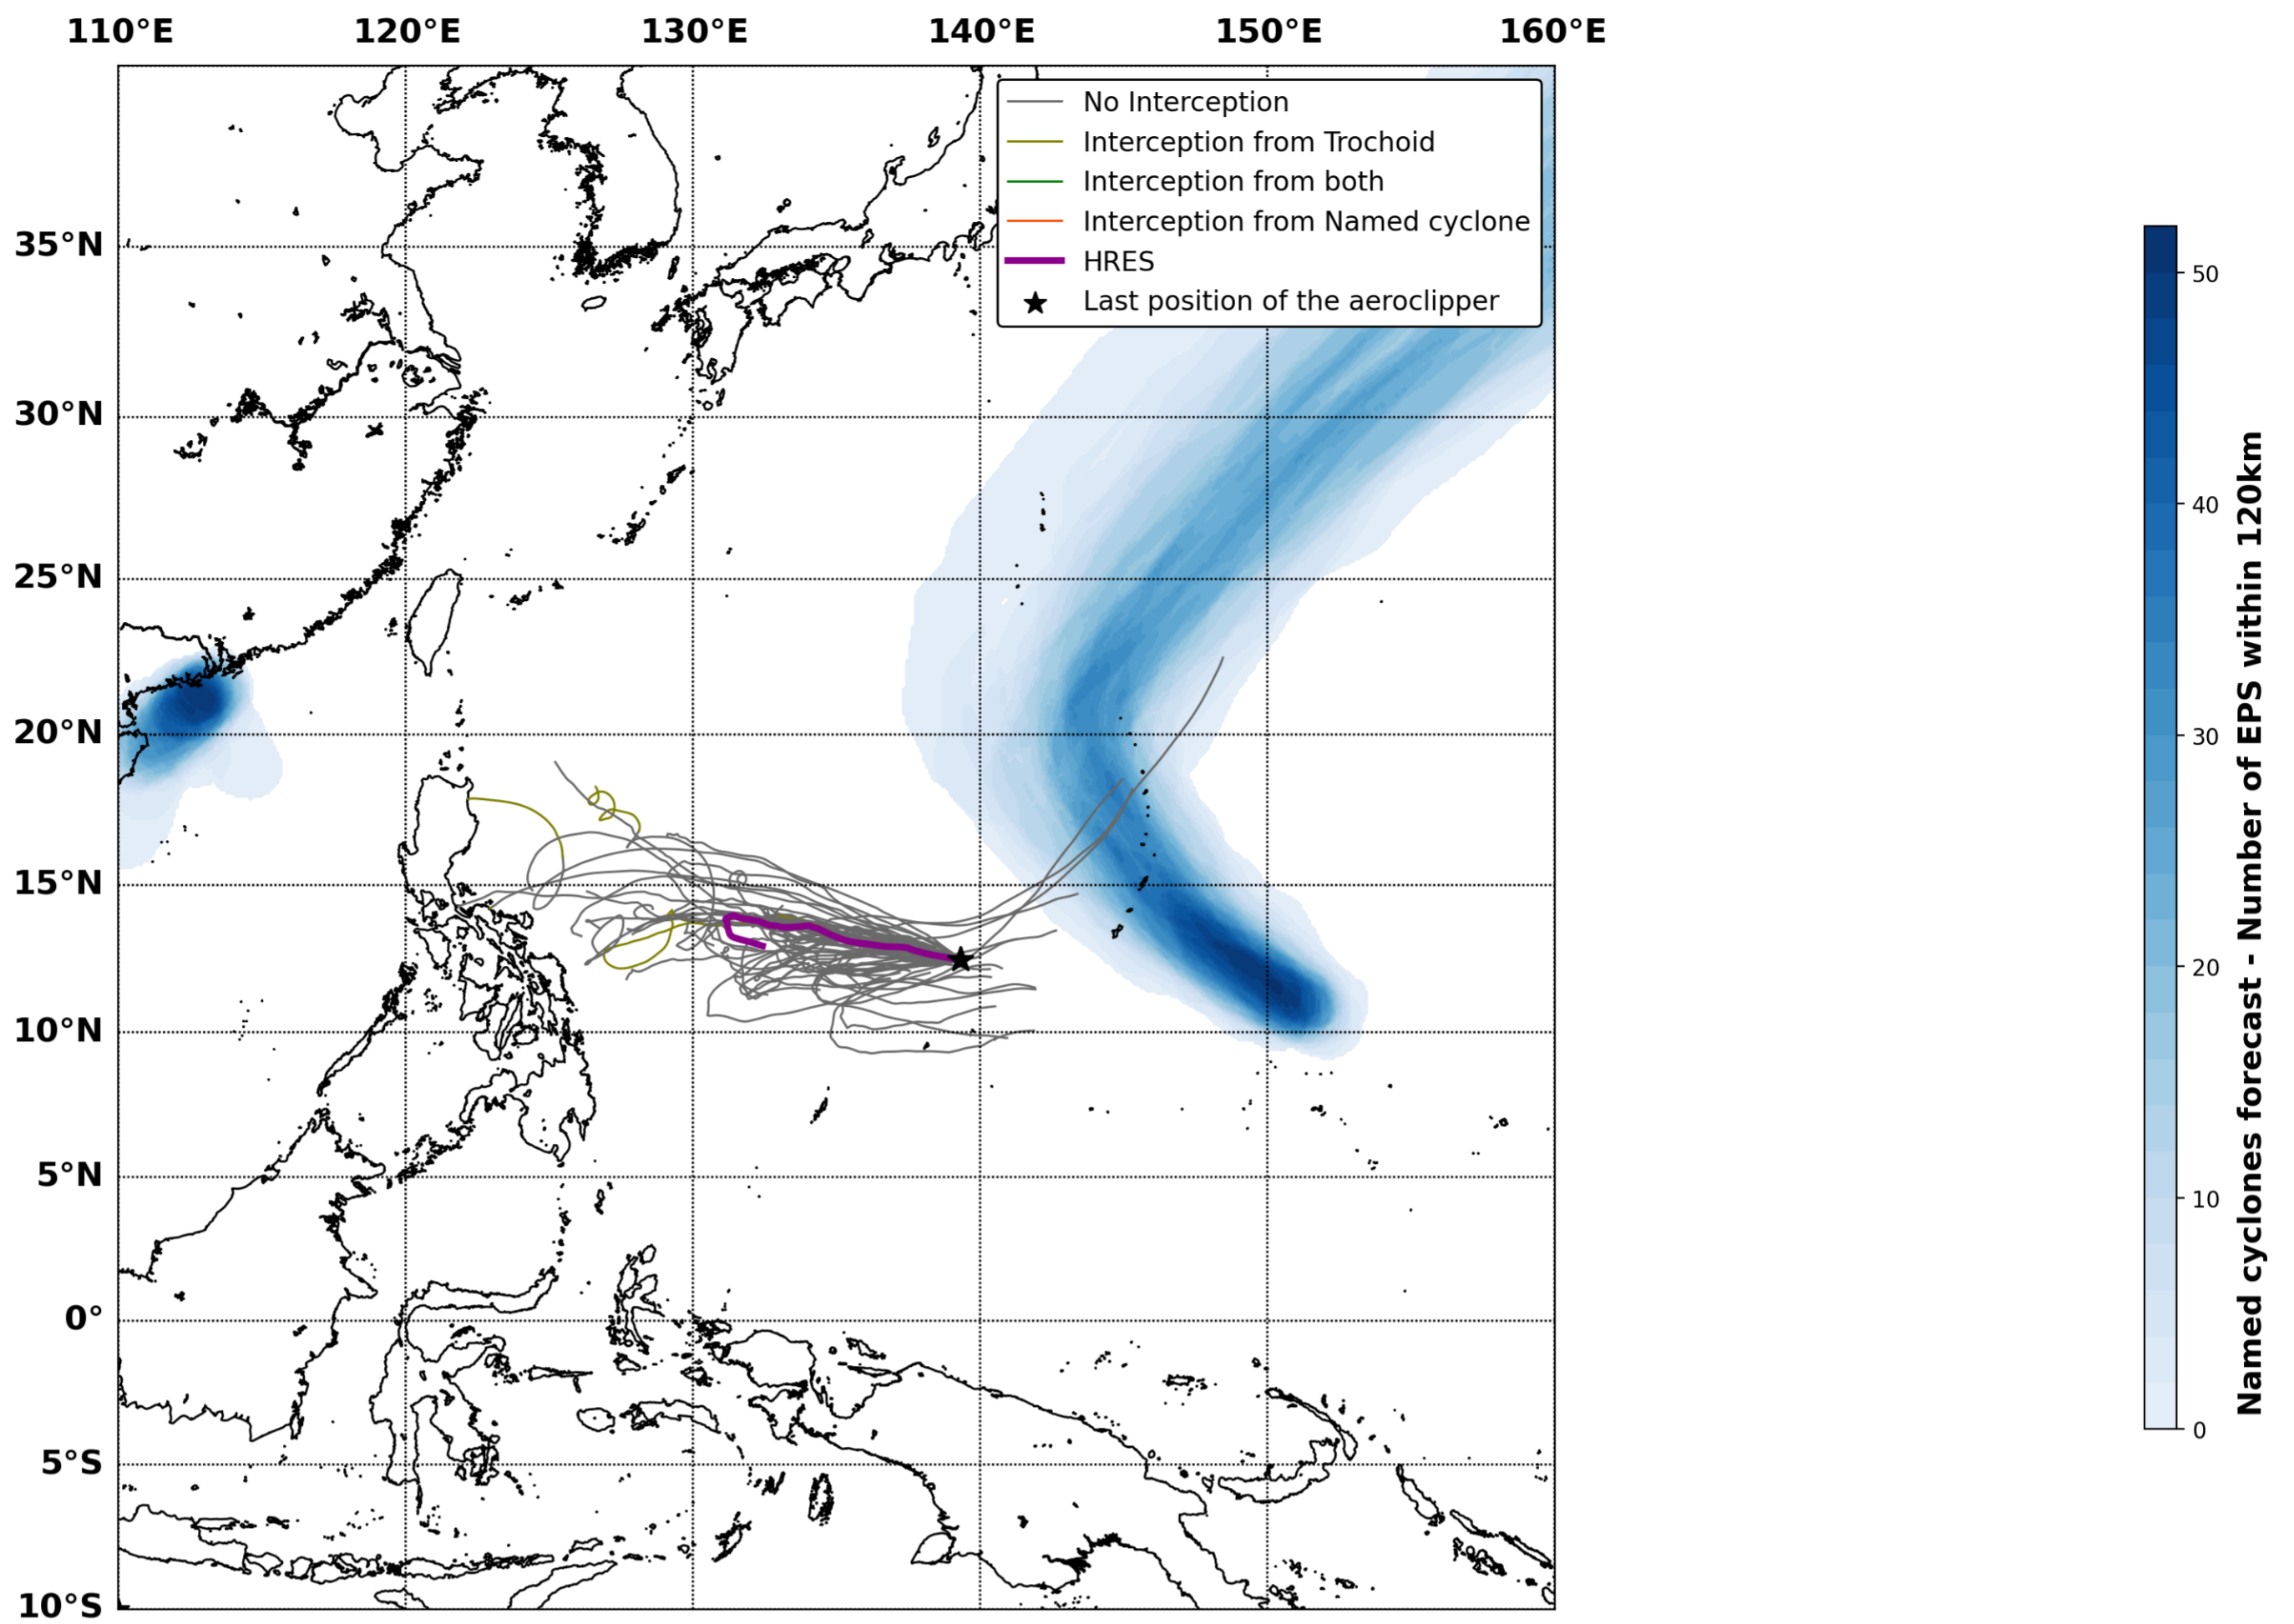 110°E 120°E 130°E 140°E 150°E 160°E
No Interception
Interception from Trochoid
Interception from both
Interception from Named cyclone
HRES
Last position of the aeroclipper
35°N
30°N
25°N
20°N
15°N
10°N
5°N
0°
5°S
10°S
50
40
30
20
10
0
Named cyclones forecast - Number of EPS within 120km